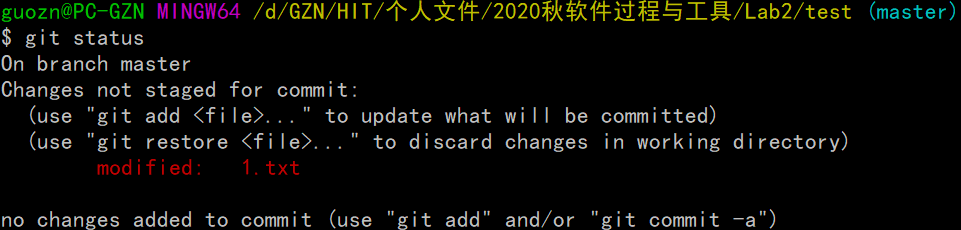 guozn@PC-GZN MINGW64 /d/GZN/HIT/个人文件/2020秋软件过程与工具/Lab2/test (master)
$ git status
On branch master
Changes not staged for commit:
  (use "git add <file>..." to update what will be committed)
  (use "git restore <file>..." to discard changes in working directory)
        modified:   1.txt

no changes added to commit (use "git add" and/or "git commit -a")